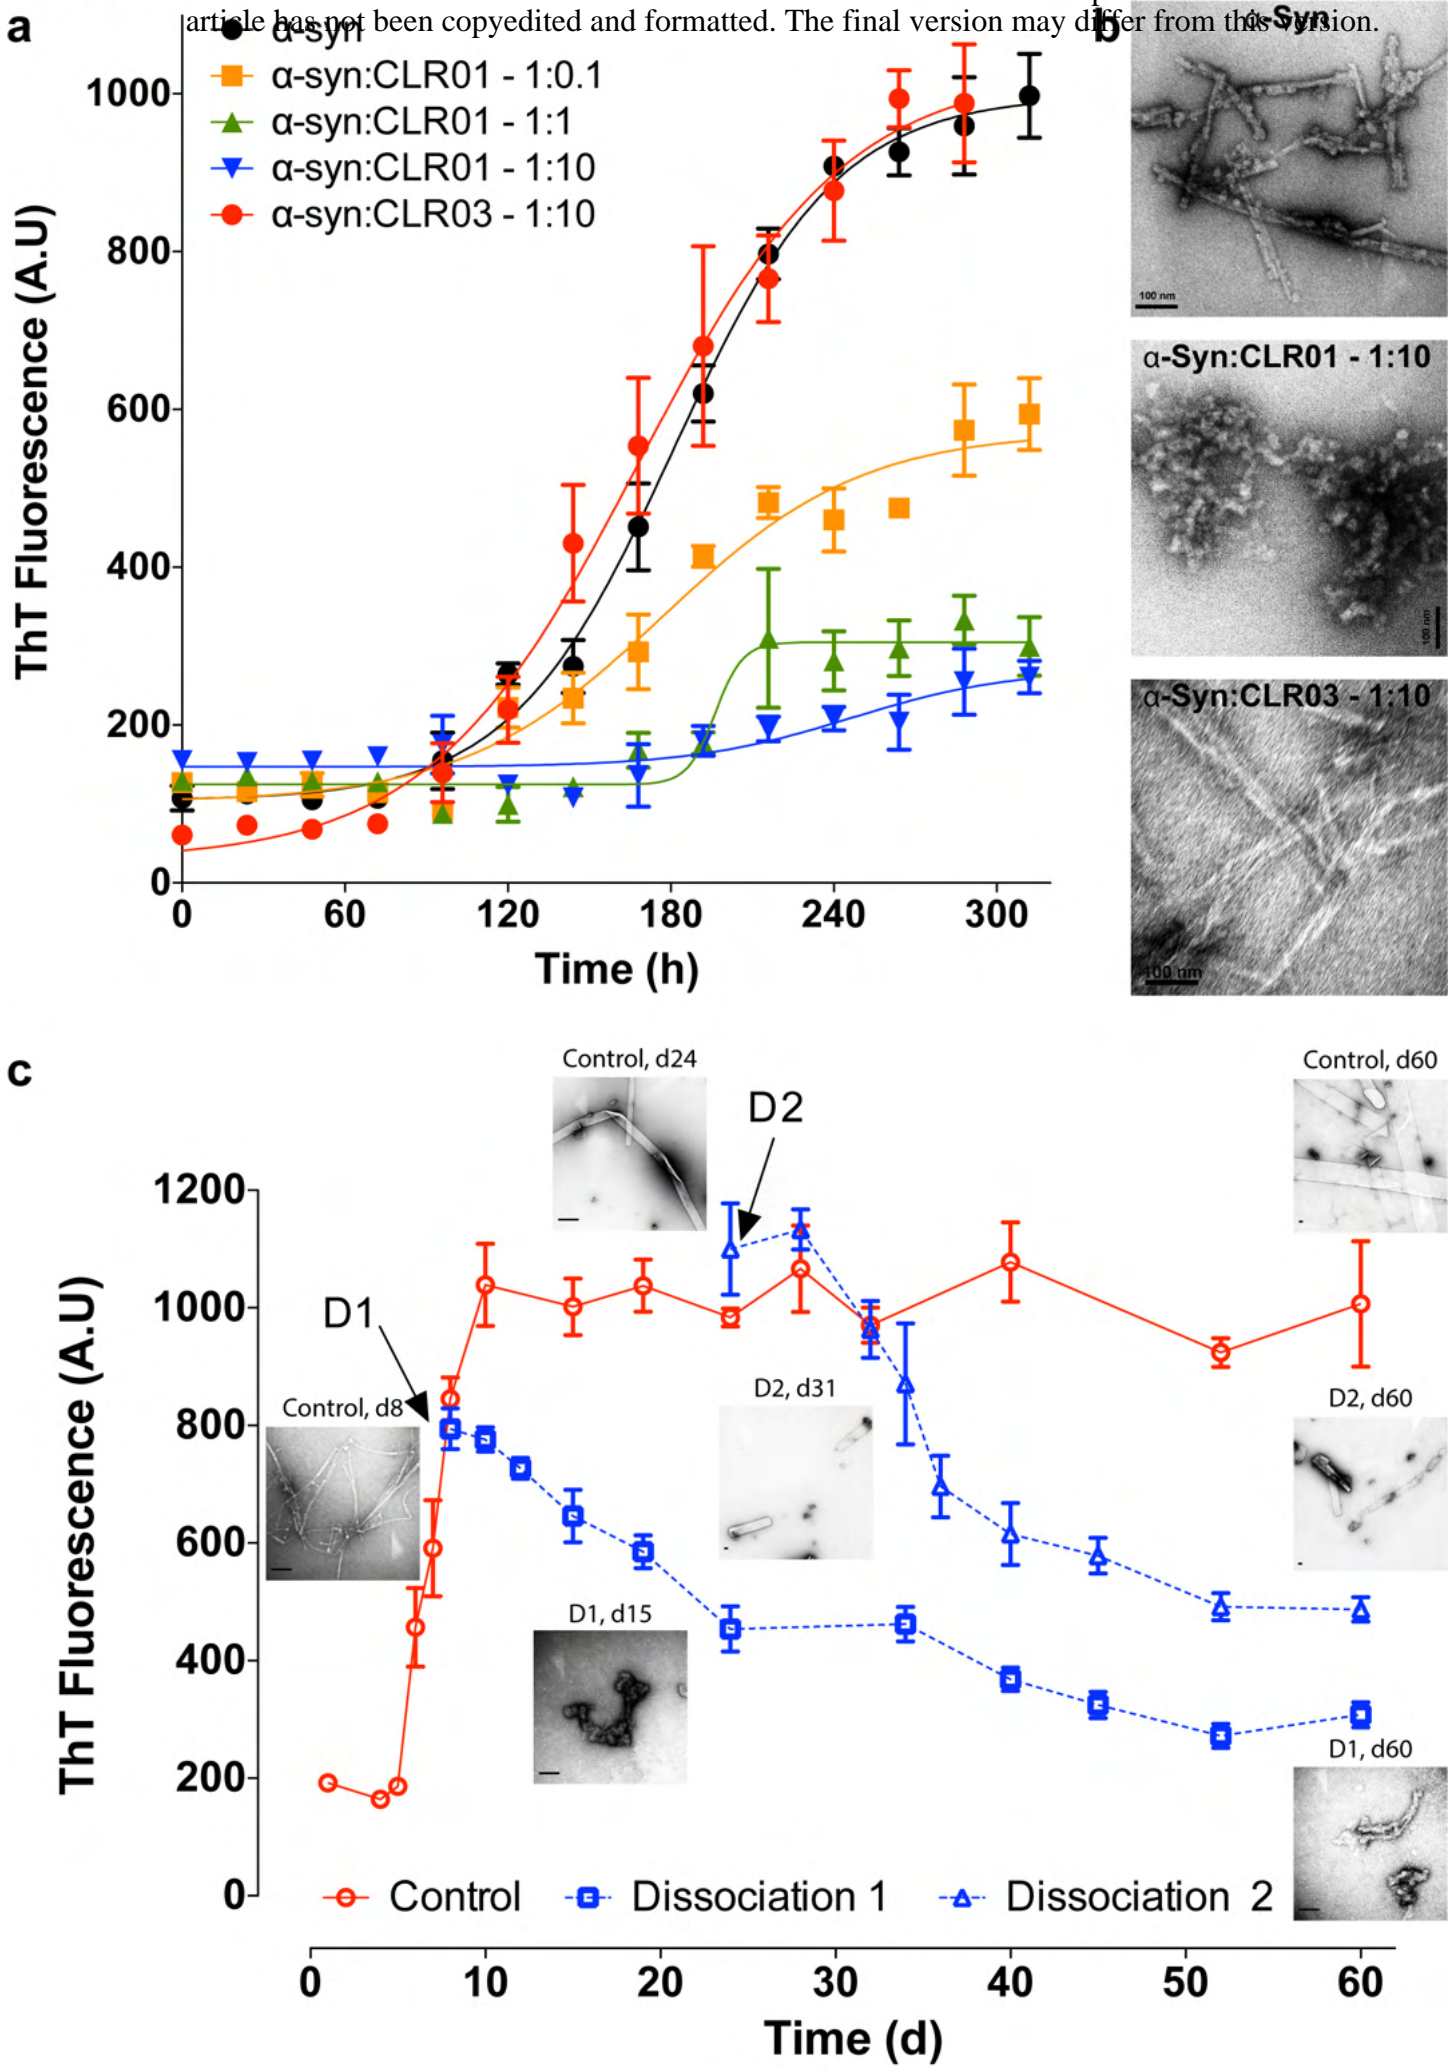 article has not been copyedited and formatted. The final version may differ from this version.
a
α-syn
α-syn:CLR01 - 1:0.1
α-syn:CLR01 - 1:1
α-syn:CLR01 - 1:10
α-syn:CLR03 - 1:10
ThT Fluorescence (A.U)
1000
800
600
400
200
0
0 60 120 180 240 300
Time (h)
b
α-Syn
100 nm
α-Syn:CLR01 - 1:10
100 nm
α-Syn:CLR03 - 1:10
100 nm
c
Control, d24
D2
Control, d60
D1
Control, d8
D2, d31
D2, d60
D1, d15
D1, d60
ThT Fluorescence (A.U)
1200
1000
800
600
400
200
0
Control Dissociation 1 Dissociation 2
0 10 20 30 40 50 60
Time (d)